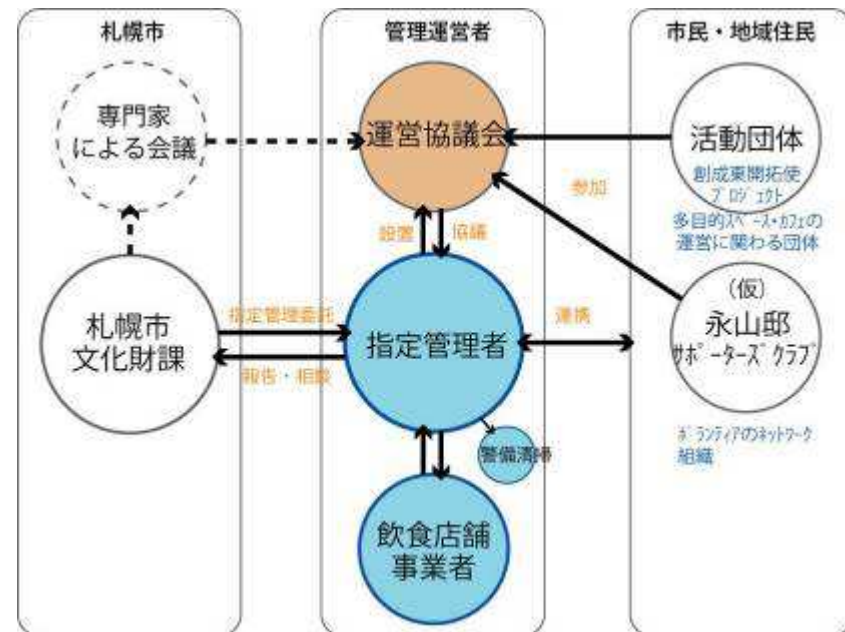 札幌市
管理運営者
市民・地域住民
専門家
による会議
運営協議会
活動団体
創成東開拓使
プロジェクト
多目的スペース・カフェの
運営に関わる団体
参加
設置
協議
札幌市
文化財課
指定管理委託
報告・相談
指定管理者
連携
(仮)
永山邸
サポーターズクラブ
ボランティアのネットワーク
組織
警備清掃
飲食店舗
事業者